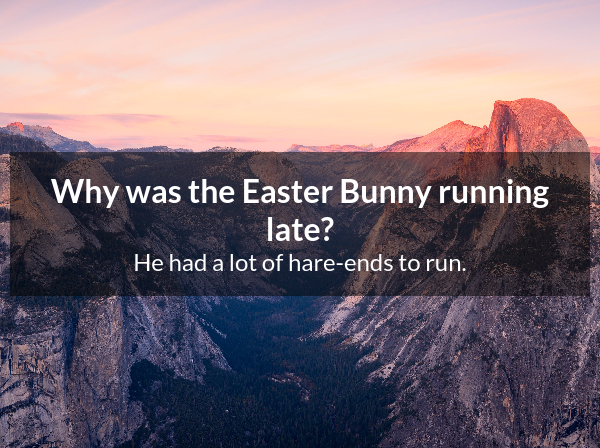 Why was the Easter Bunny running
late?
He had a lot of hare-ends to run.